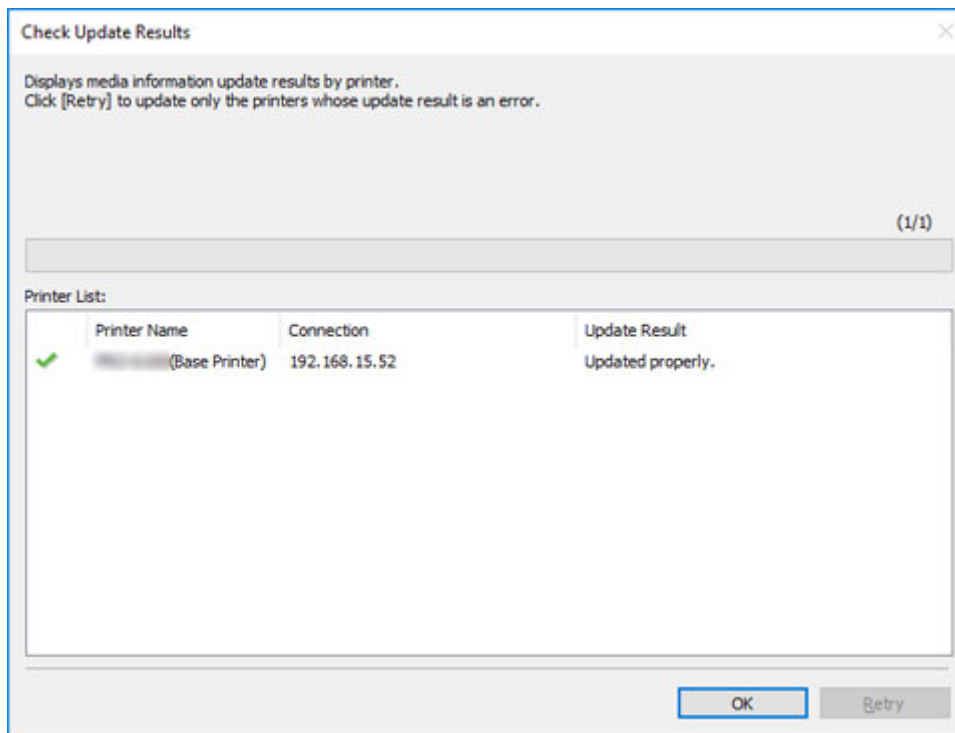 Check Update Results
Displays media information update results by printer.
Click [Retry] to update only the printers whose update result is an error.
(1/1)
Printer List:
Printer Name Connection Update Result
(Base Printer) 192.168.15.52 Updated properly.
OK Retry